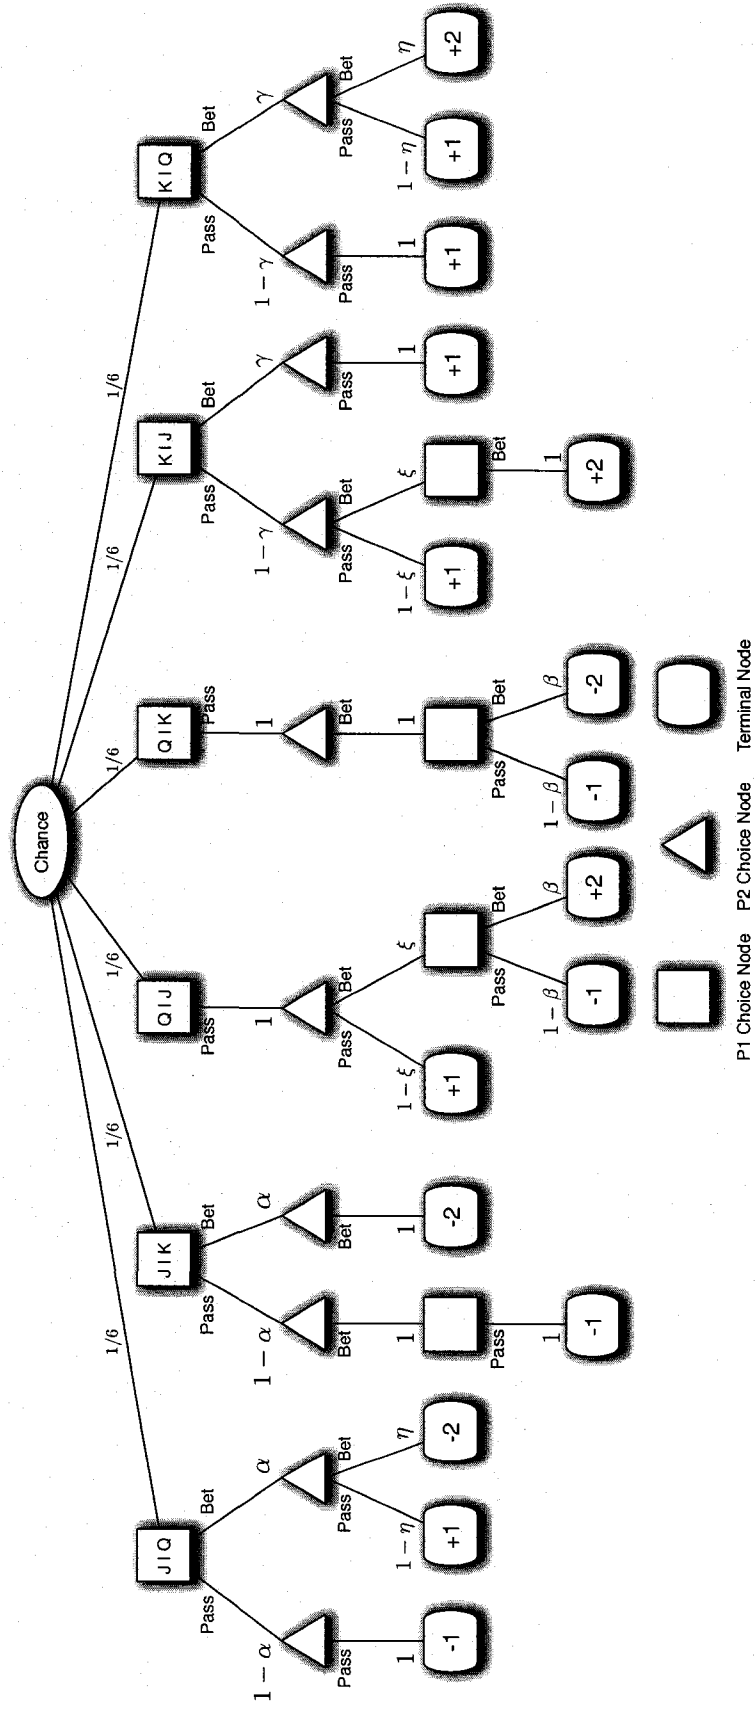 Chance
1/6
1/6
1/6
1/6
1/6
1/6
J|Q
J|K
Q|J
Q|K
K|J
K|Q
Pass
Bet
Pass
Bet
Pass
Pass
Pass
Bet
Pass
Bet
1 − α
α
1 − α
α
1
1
1 − γ
γ
1 − γ
γ
Pass
Pass
Bet
Bet
Bet
Pass
Bet
Bet
Pass
Bet
Pass
Pass
Pass
Bet
1
1 − η
η
1
1
1 − ξ
ξ
1
1 − ξ
ξ
1
1
1 − η
η
-1
+1
-2
-2
+1
+1
+1
+1
+1
+2
Pass
Pass
Bet
Pass
Bet
Bet
1
1 − β
β
1 − β
β
1
-1
-1
+2
-1
-2
+2
P1 Choice Node
P2 Choice Node
Terminal Node